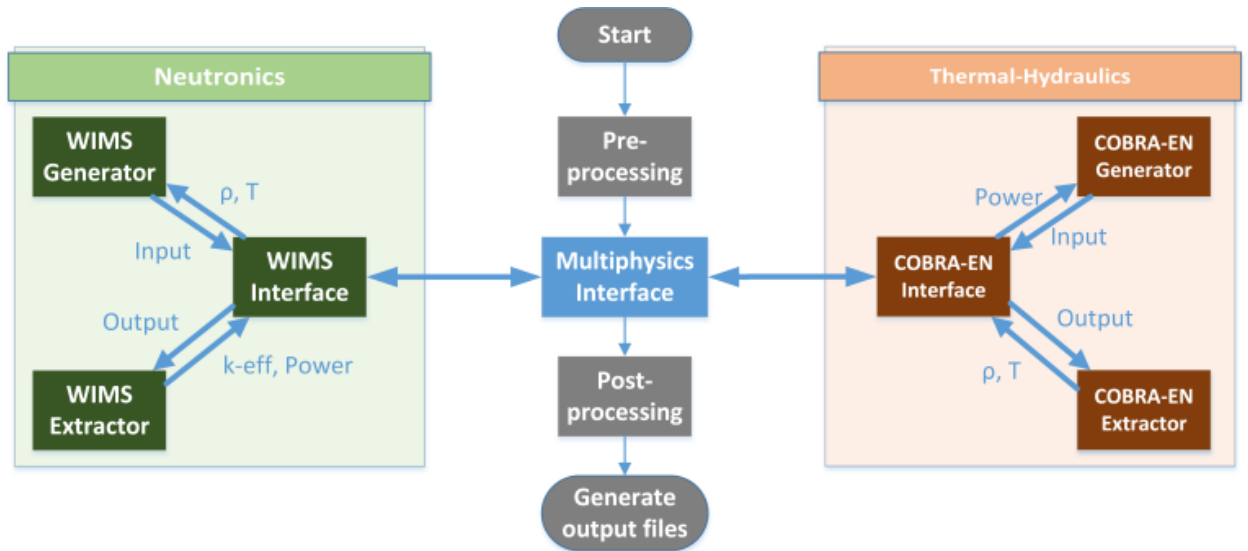 Start
Neutronics
Thermal-Hydraulics
WIMS
Generator
ρ, T
Input
WIMS
Interface
Output
k-eff, Power
WIMS
Extractor
Pre-
processing
Multiphysics
Interface
Post-
processing
Generate
output files
COBRA-EN
Generator
Power
Input
COBRA-EN
Interface
Output
ρ, T
COBRA-EN
Extractor